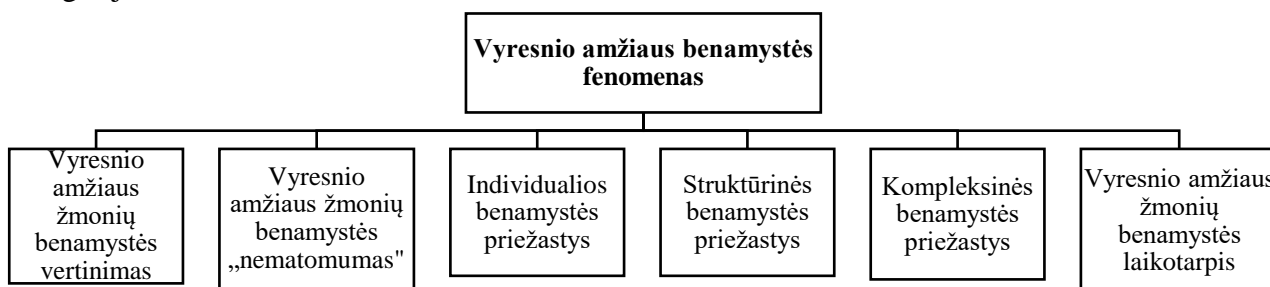 Vyresnio amžiaus benamystės
fenomenas
Vyresnio
amžiaus
žmonių
benamystės
vertinimas
Vyresnio
amžiaus žmonių
benamystės
„nematomumas"
Individualios
benamystės
priežastys
Struktūrinės
benamystės
priežastys
Kompleksinės
benamystės
priežastys
Vyresnio amžiaus
žmonių
benamystės
laikotarpis